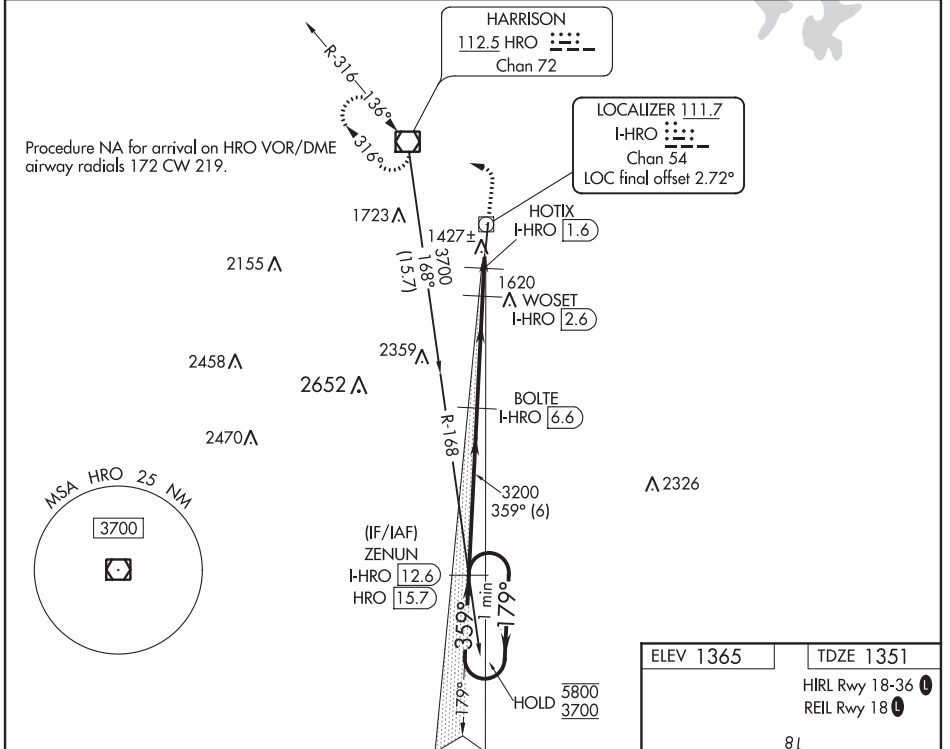 HARRISON
112.5 HRO
Chan 72
R-316
136°
316°
LOCALIZER 111.7
I-HRO
Chan 54
LOC final offset 2.72°
Procedure NA for arrival on HRO VOR/DME
airway radials 172 CW 219.
HOTIX
I-HRO 1.6
1723
1427±
3700
168°
(15.7)
2155
1620
WOSET
I-HRO 2.6
2359
2458
2652
BOLTE
I-HRO 6.6
R-168
2470
2326
MSA HRO 25 NM
3700
3200
359° (6)
(IF/IAF)
ZENUN
I-HRO 12.6
HRO 15.7
359°
1 min
179°
179°
HOLD 5800
3700
ELEV 1365
TDZE 1351
HIRL Rwy 18-36 L
REIL Rwy 18 L
18